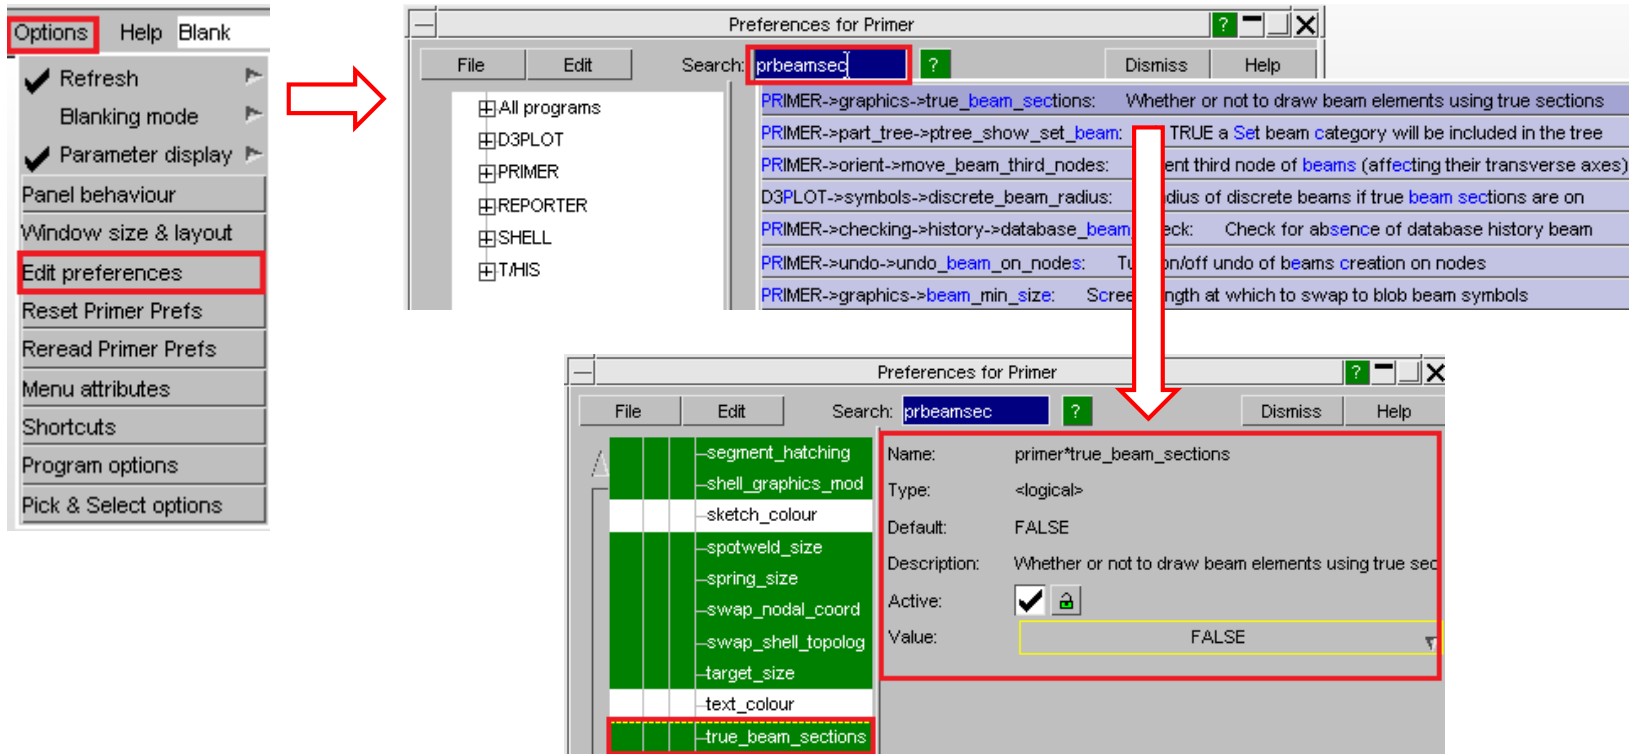 Options Help Blank
Refresh
Blanking mode
Parameter display
Panel behaviour
Window size & layout
Edit preferences
Reset Primer Prefs
Reread Primer Prefs
Menu attributes
Shortcuts
Program options
Pick & Select options
Preferences for Primer ?
File Edit Search: prbeamsec ? Dismiss Help
All programs
D3PLOT
PRIMER
REPORTER
SHELL
T/HIS
PRIMER->graphics->true_beam_sections: Whether or not to draw beam elements using true sections
PRIMER->part_tree->ptree_show_set_beam: TRUE a Set beam category will be included in the tree
PRIMER->orient->move_beam_third_nodes: ent third node of beams (affecting their transverse axes)
D3PLOT->symbols->discrete_beam_radius: dius of discrete beams if true beam sections are on
PRIMER->checking->history->database_beam eck: Check for absence of database history beam
PRIMER->undo->undo_beam_on_nodes: Tu on/off undo of beams creation on nodes
PRIMER->graphics->beam_min_size: Scree ngth at which to swap to blob beam symbols
Preferences for Primer ?
File Edit Search: prbeamsec ? Dismiss Help
segment_hatching
shell_graphics_mod
sketch_colour
spotweld_size
spring_size
swap_nodal_coord
swap_shell_topolog
target_size
text_colour
true_beam_sections
Name: primer*true_beam_sections
Type: <logical>
Default: FALSE
Description: Whether or not to draw beam elements using true sec
Active:
Value: FALSE